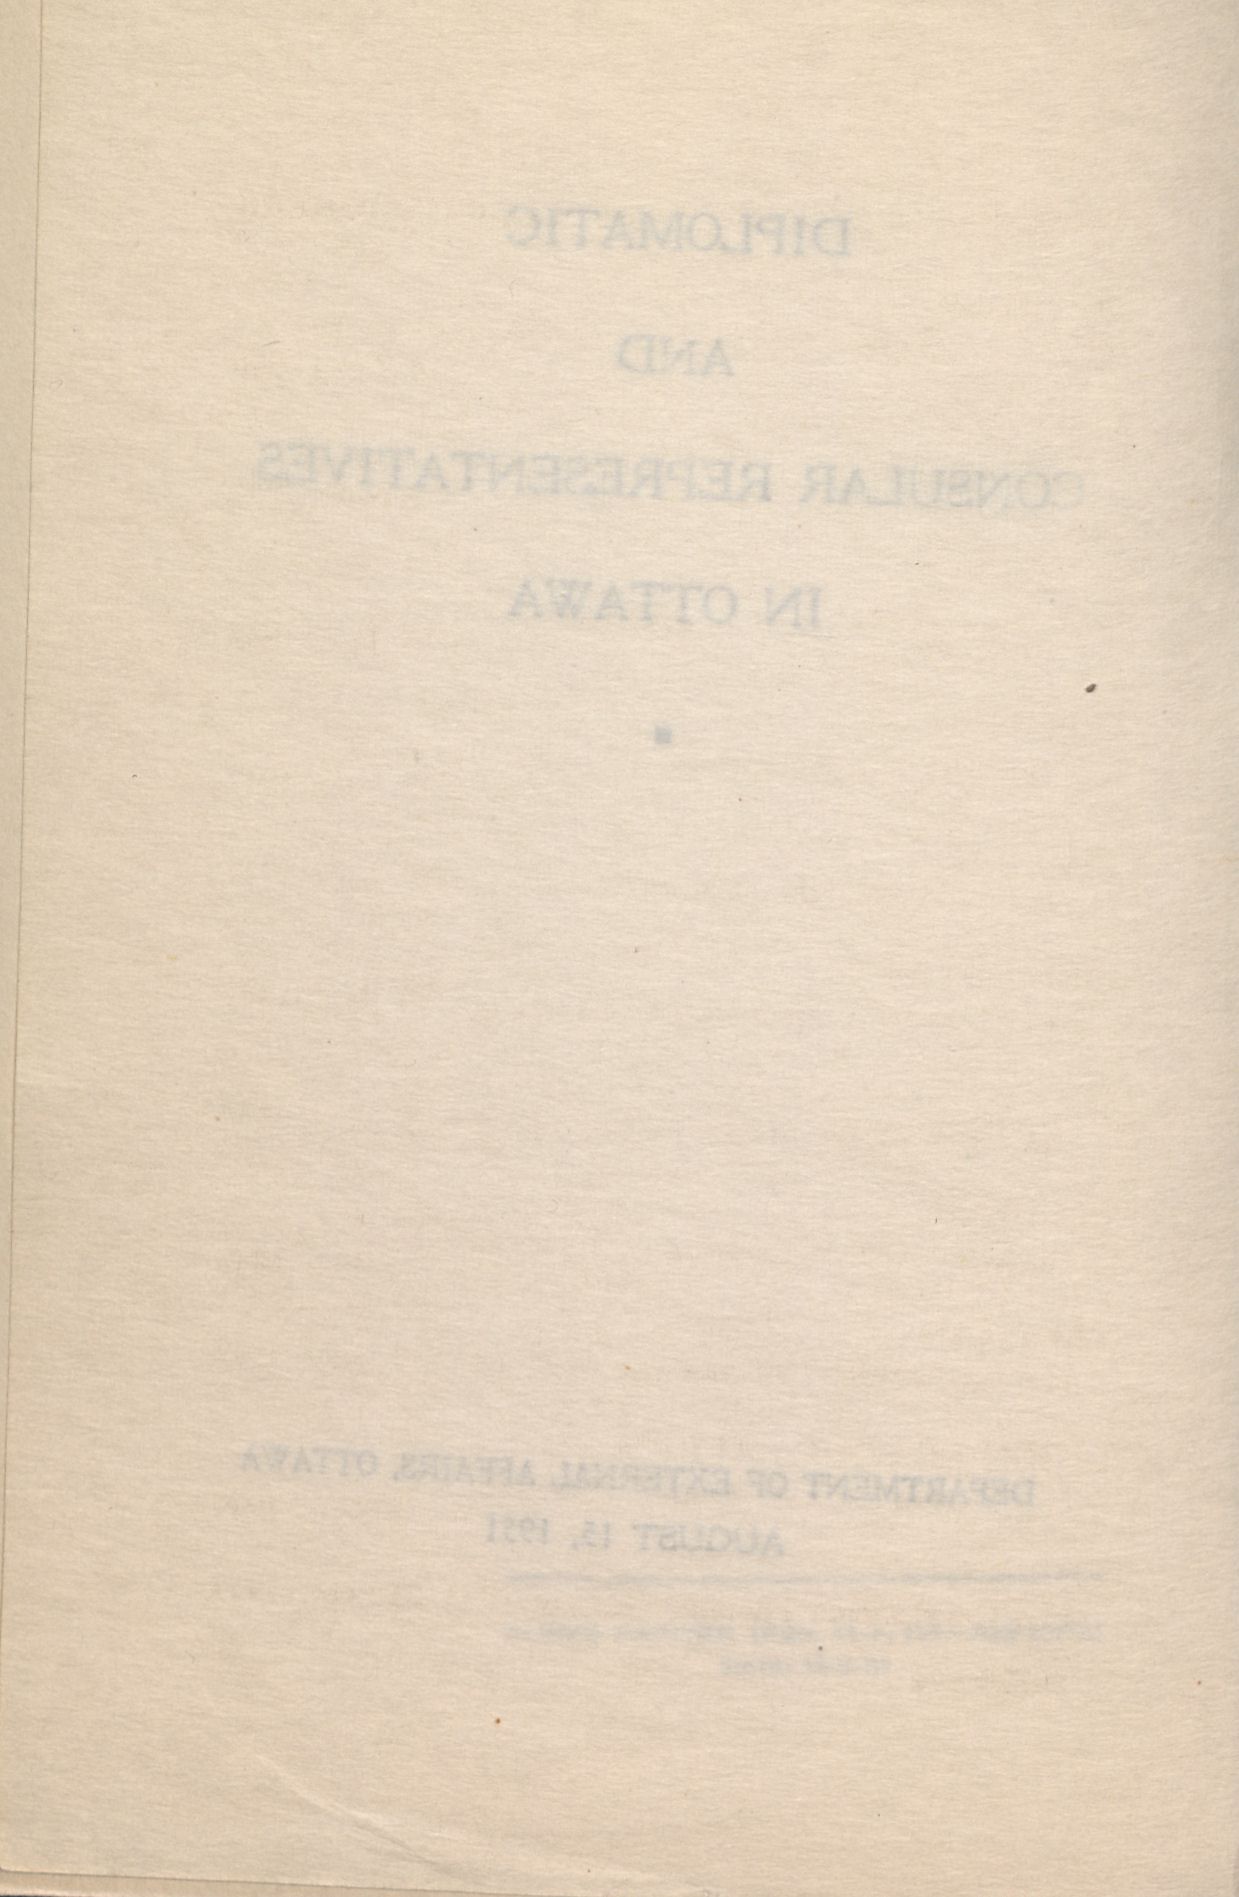 DIPLOMATIC
AND
CONSULAR REPRESENTATIVES
IN OTTAWA
DEPARTMENT OF EXTERNAL AFFAIRS, OTTAWA
AUGUST 15, 1951